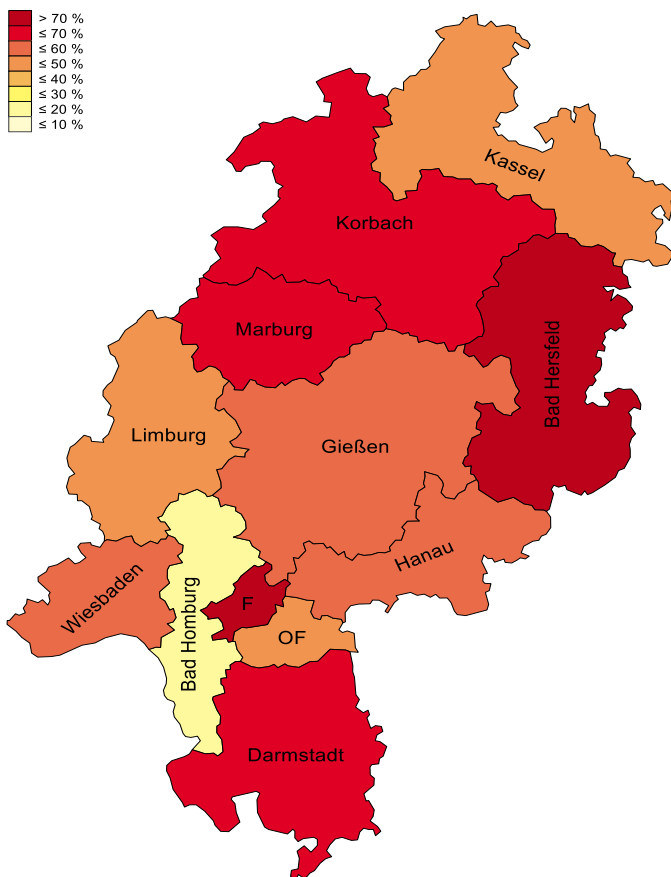 > 70 %
≤ 70 %
≤ 60 %
≤ 50 %
≤ 40 %
≤ 30 %
≤ 20 %
≤ 10 %
Kassel
Korbach
Marburg
Bad Hersfeld
Limburg
Gießen
Hanau
Wiesbaden
F
Bad Homburg
OF
Darmstadt